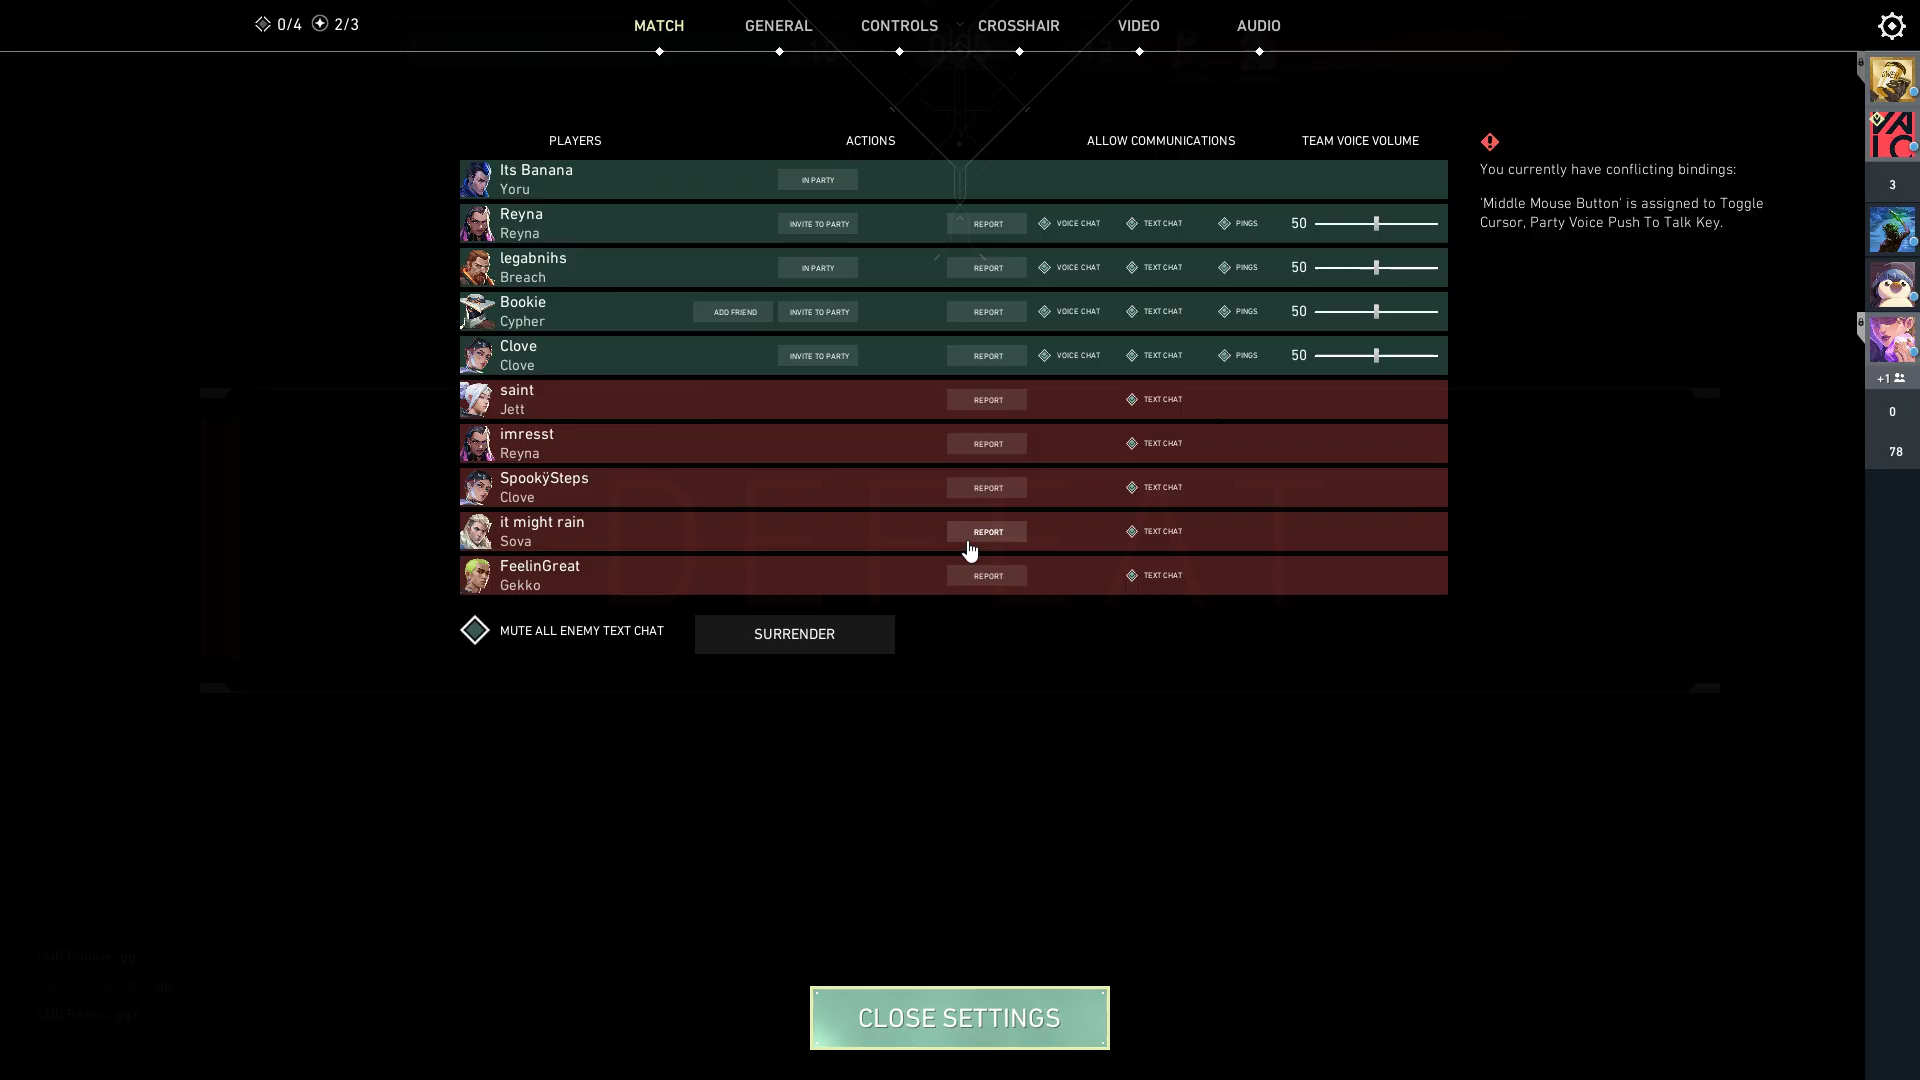 0/4 2/3 MATCH GENERAL CONTROLS CROSSHAIR VIDEO AUDIO
PLAYERS ACTIONS ALLOW COMMUNICATIONS TEAM VOICE VOLUME
Its Banana
Yoru
IN PARTY
Reyna
Reyna
INVITE TO PARTY REPORT VOICE CHAT TEXT CHAT PINGS 50
legabnihs
Breach
IN PARTY REPORT VOICE CHAT TEXT CHAT PINGS 50
Bookie
Cypher
ADD FRIEND INVITE TO PARTY REPORT VOICE CHAT TEXT CHAT PINGS 50
Clove
Clove
INVITE TO PARTY REPORT VOICE CHAT TEXT CHAT PINGS 50
saint
Jett
REPORT TEXT CHAT
imresst
Reyna
REPORT TEXT CHAT
SpookÿSteps
Clove
REPORT TEXT CHAT
it might rain
Sova
REPORT TEXT CHAT
FeelinGreat
Gekko
REPORT TEXT CHAT
MUTE ALL ENEMY TEXT CHAT SURRENDER
You currently have conflicting bindings:
'Middle Mouse Button' is assigned to Toggle
Cursor, Party Voice Push To Talk Key.
3
+1
0
78
DEFEAT
gg
gg
CLOSE SETTINGS